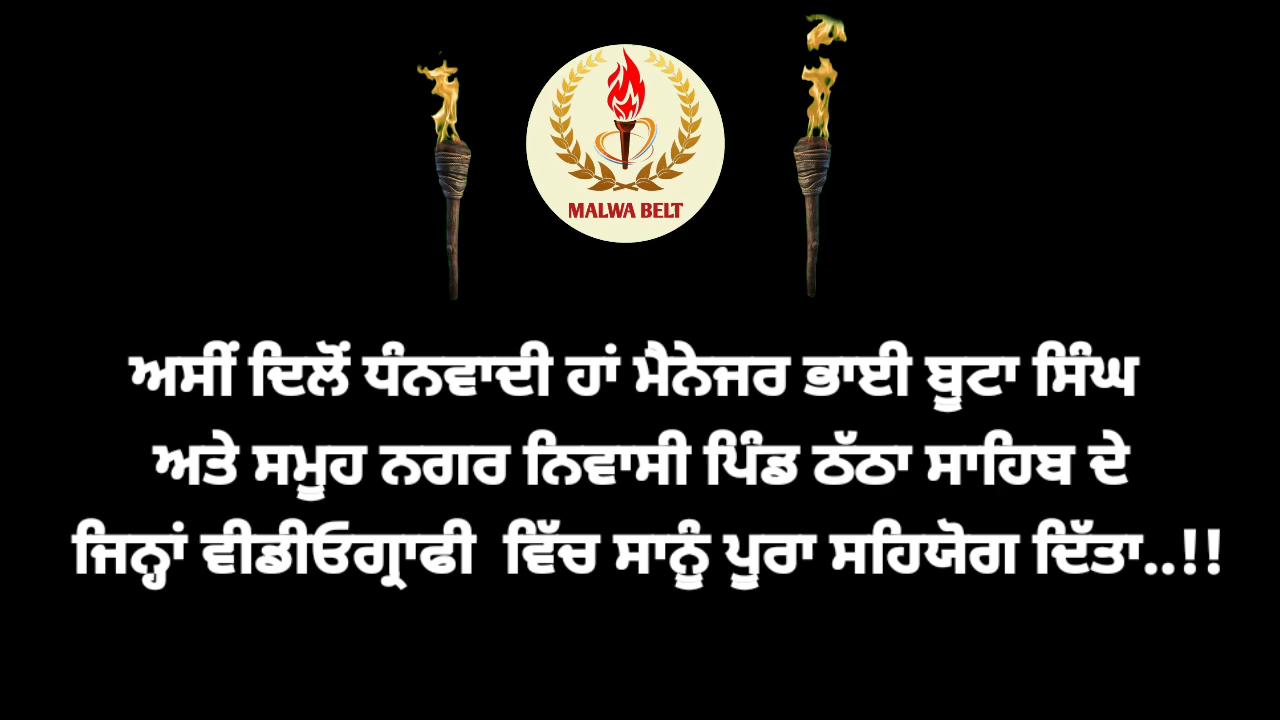 MALWA BELT
ਅਸੀਂ ਦਿਲੋਂ ਧੰਨਵਾਦੀ ਹਾਂ ਮੈਨੇਜਰ ਭਾਈ ਬੂਟਾ ਸਿੰਘ
ਅਤੇ ਸਮੂਹ ਨਗਰ ਨਿਵਾਸੀ ਪਿੰਡ ਠੱਠਾ ਸਾਹਿਬ ਦੇ
ਜਿਨ੍ਹਾਂ ਵੀਡੀਓਗ੍ਰਾਫੀ  ਵਿੱਚ ਸਾਨੂੰ ਪੂਰਾ ਸਹਿਯੋਗ ਦਿੱਤਾ..!!